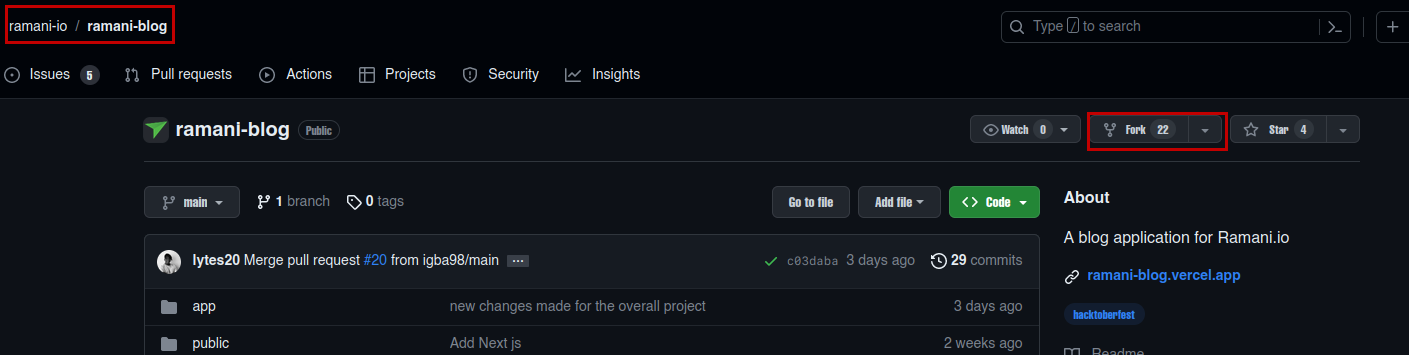 ramani-io / ramani-blog Type / to search
Issues 5 Pull requests Actions Projects Security Insights
ramani-blog Public Watch 0 Fork 22 Star 4
main 1 branch 0 tags Go to file Add file Code About
A blog application for Ramani.io
lytes20 Merge pull request #20 from igba98/main ... c03daba 3 days ago 29 commits
ramani-blog.vercel.app
app new changes made for the overall project 3 days ago
hacktoberfest
public Add Next js 2 weeks ago
Readme